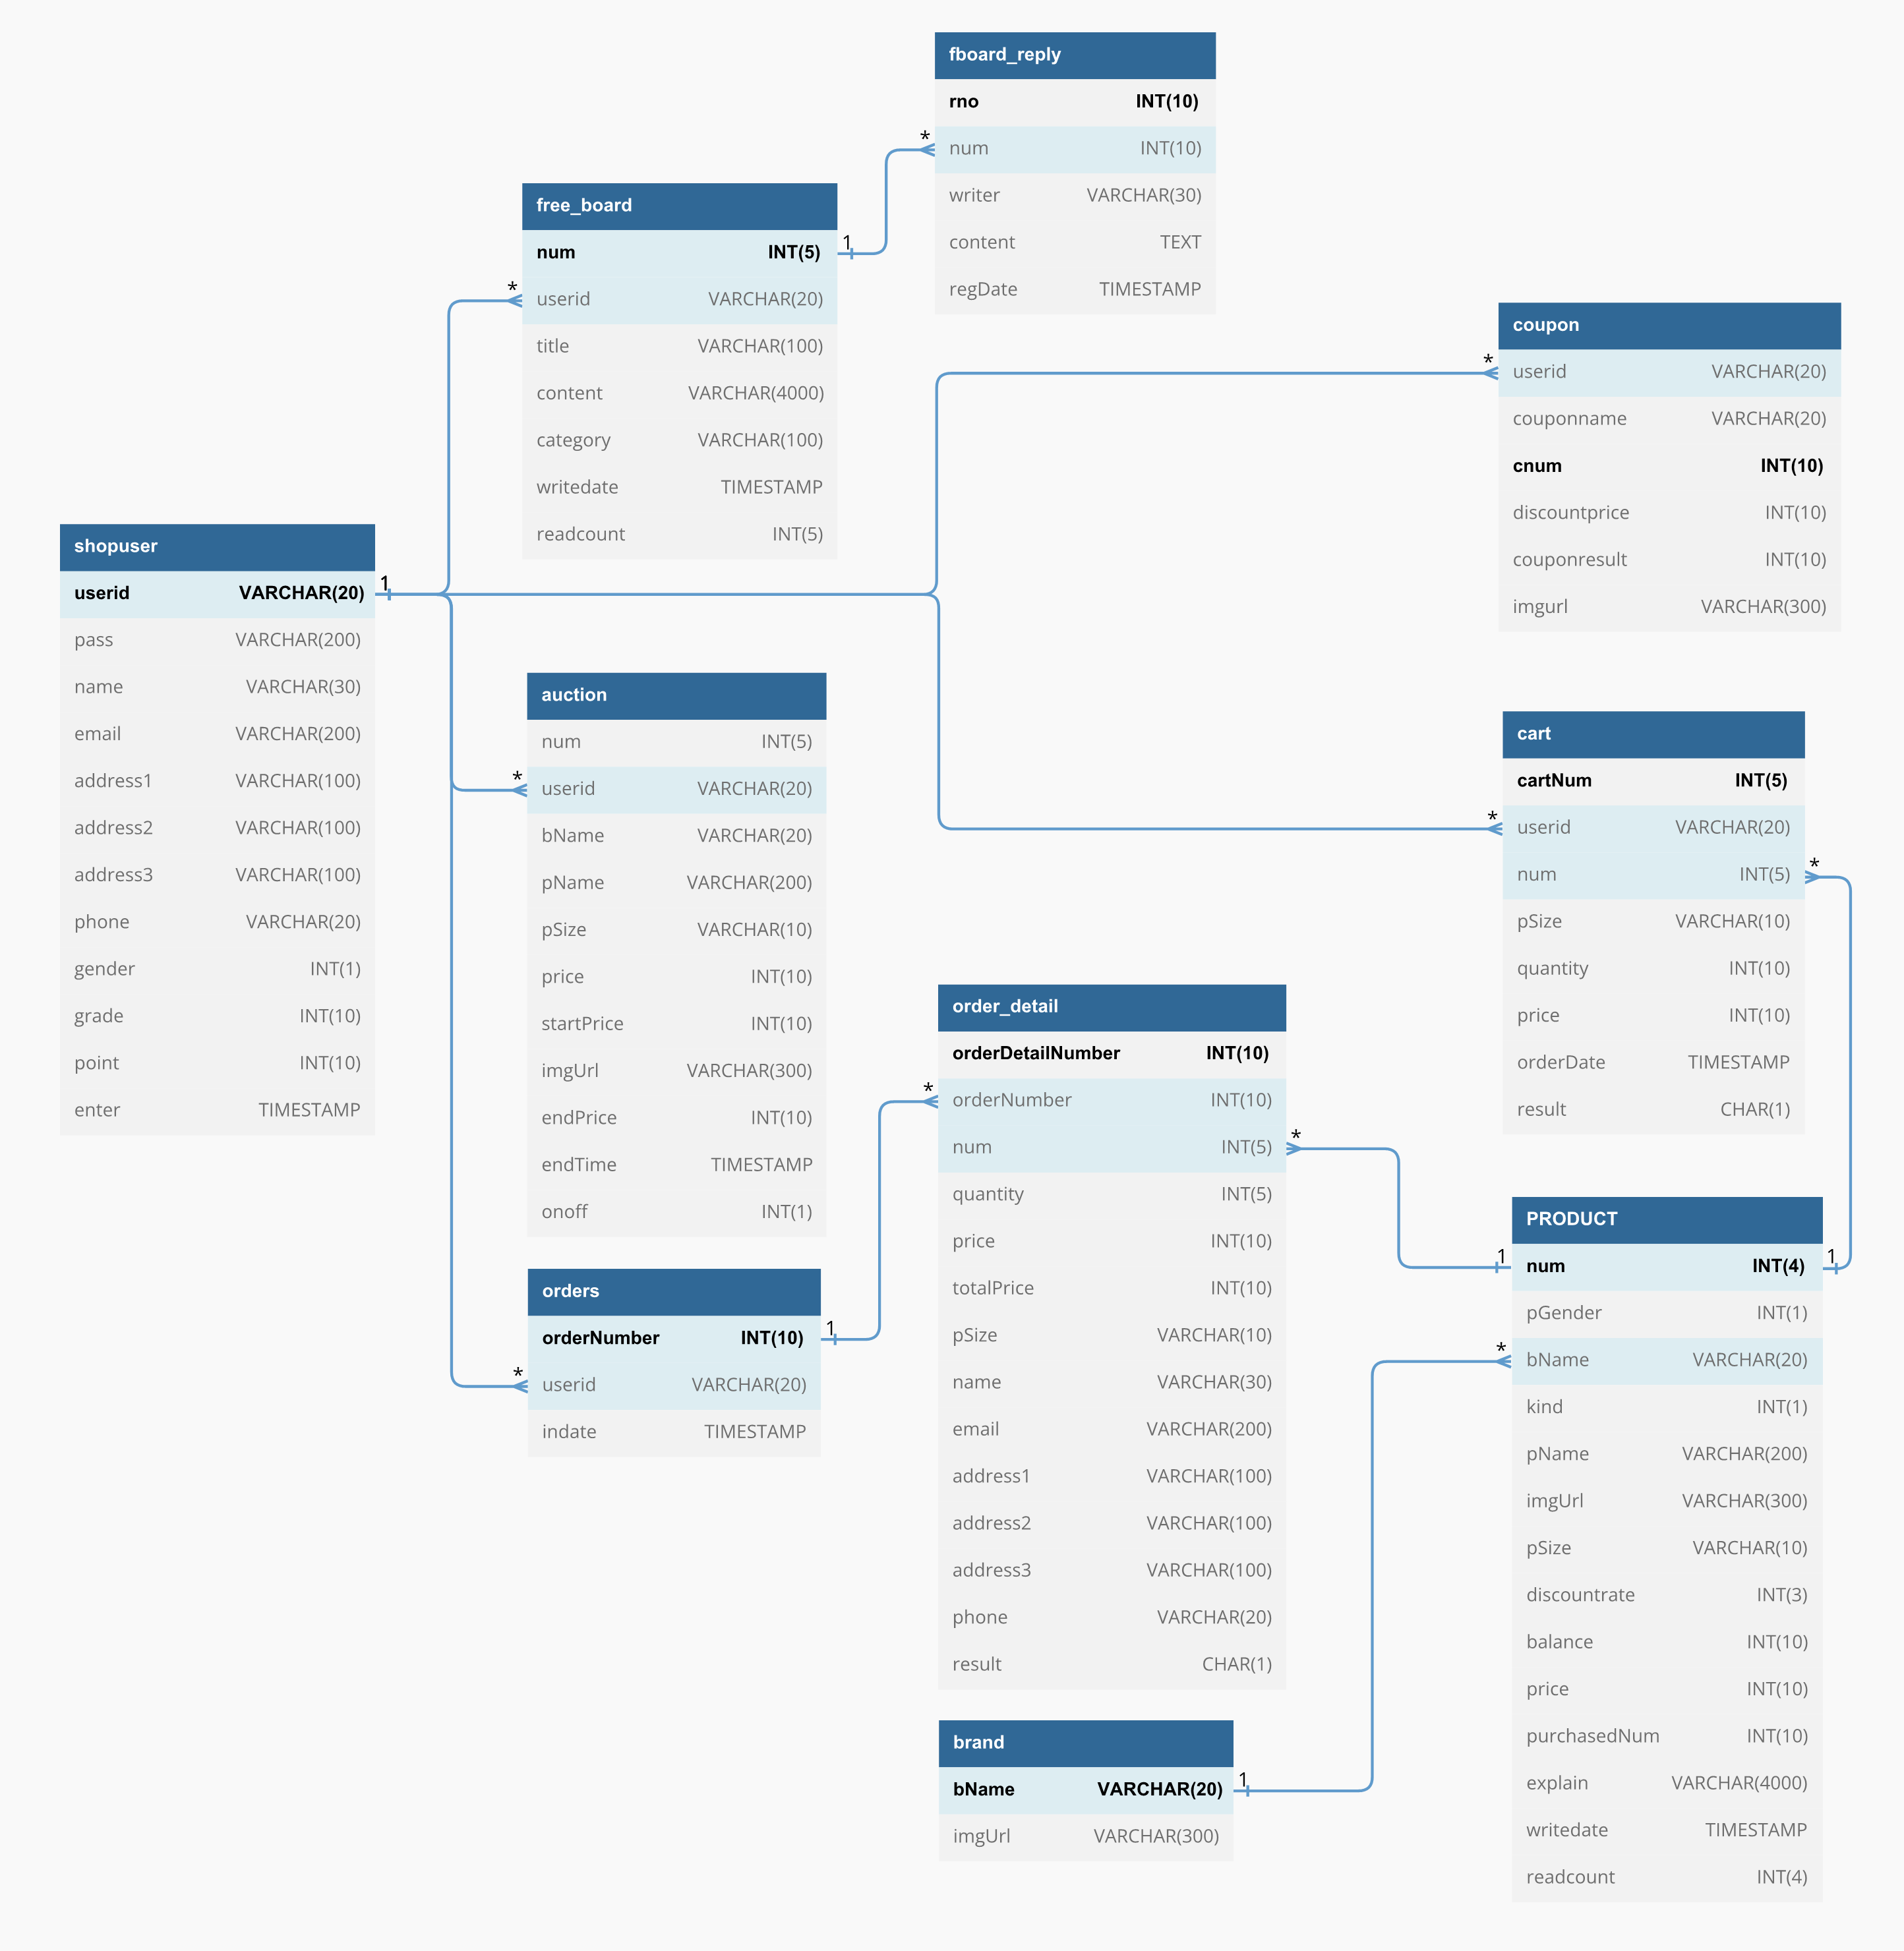 fboard_reply
rno INT(10)
num INT(10)
writer VARCHAR(30)
content TEXT
regDate TIMESTAMP
free_board
num INT(5)
userid VARCHAR(20)
title VARCHAR(100)
content VARCHAR(4000)
category VARCHAR(100)
writedate TIMESTAMP
readcount INT(5)
1
*
*
coupon
userid VARCHAR(20)
couponname VARCHAR(20)
cnum INT(10)
discountprice INT(10)
couponresult INT(10)
imgurl VARCHAR(300)
*
shopuser
userid VARCHAR(20)
pass VARCHAR(200)
name VARCHAR(30)
email VARCHAR(200)
address1 VARCHAR(100)
address2 VARCHAR(100)
address3 VARCHAR(100)
phone VARCHAR(20)
gender INT(1)
grade INT(10)
point INT(10)
enter TIMESTAMP
1
auction
num INT(5)
userid VARCHAR(20)
bName VARCHAR(20)
pName VARCHAR(200)
pSize VARCHAR(10)
price INT(10)
startPrice INT(10)
imgUrl VARCHAR(300)
endPrice INT(10)
endTime TIMESTAMP
onoff INT(1)
*
cart
cartNum INT(5)
userid VARCHAR(20)
num INT(5)
pSize VARCHAR(10)
quantity INT(10)
price INT(10)
orderDate TIMESTAMP
result CHAR(1)
*
*
order_detail
orderDetailNumber INT(10)
orderNumber INT(10)
num INT(5)
quantity INT(5)
price INT(10)
totalPrice INT(10)
pSize VARCHAR(10)
name VARCHAR(30)
email VARCHAR(200)
address1 VARCHAR(100)
address2 VARCHAR(100)
address3 VARCHAR(100)
phone VARCHAR(20)
result CHAR(1)
*
*
orders
orderNumber INT(10)
userid VARCHAR(20)
indate TIMESTAMP
1
*
PRODUCT
num INT(4)
pGender INT(1)
bName VARCHAR(20)
kind INT(1)
pName VARCHAR(200)
imgUrl VARCHAR(300)
pSize VARCHAR(10)
discountrate INT(3)
balance INT(10)
price INT(10)
purchasedNum INT(10)
explain VARCHAR(4000)
writedate TIMESTAMP
readcount INT(4)
1
1
*
brand
bName VARCHAR(20)
imgUrl VARCHAR(300)
1